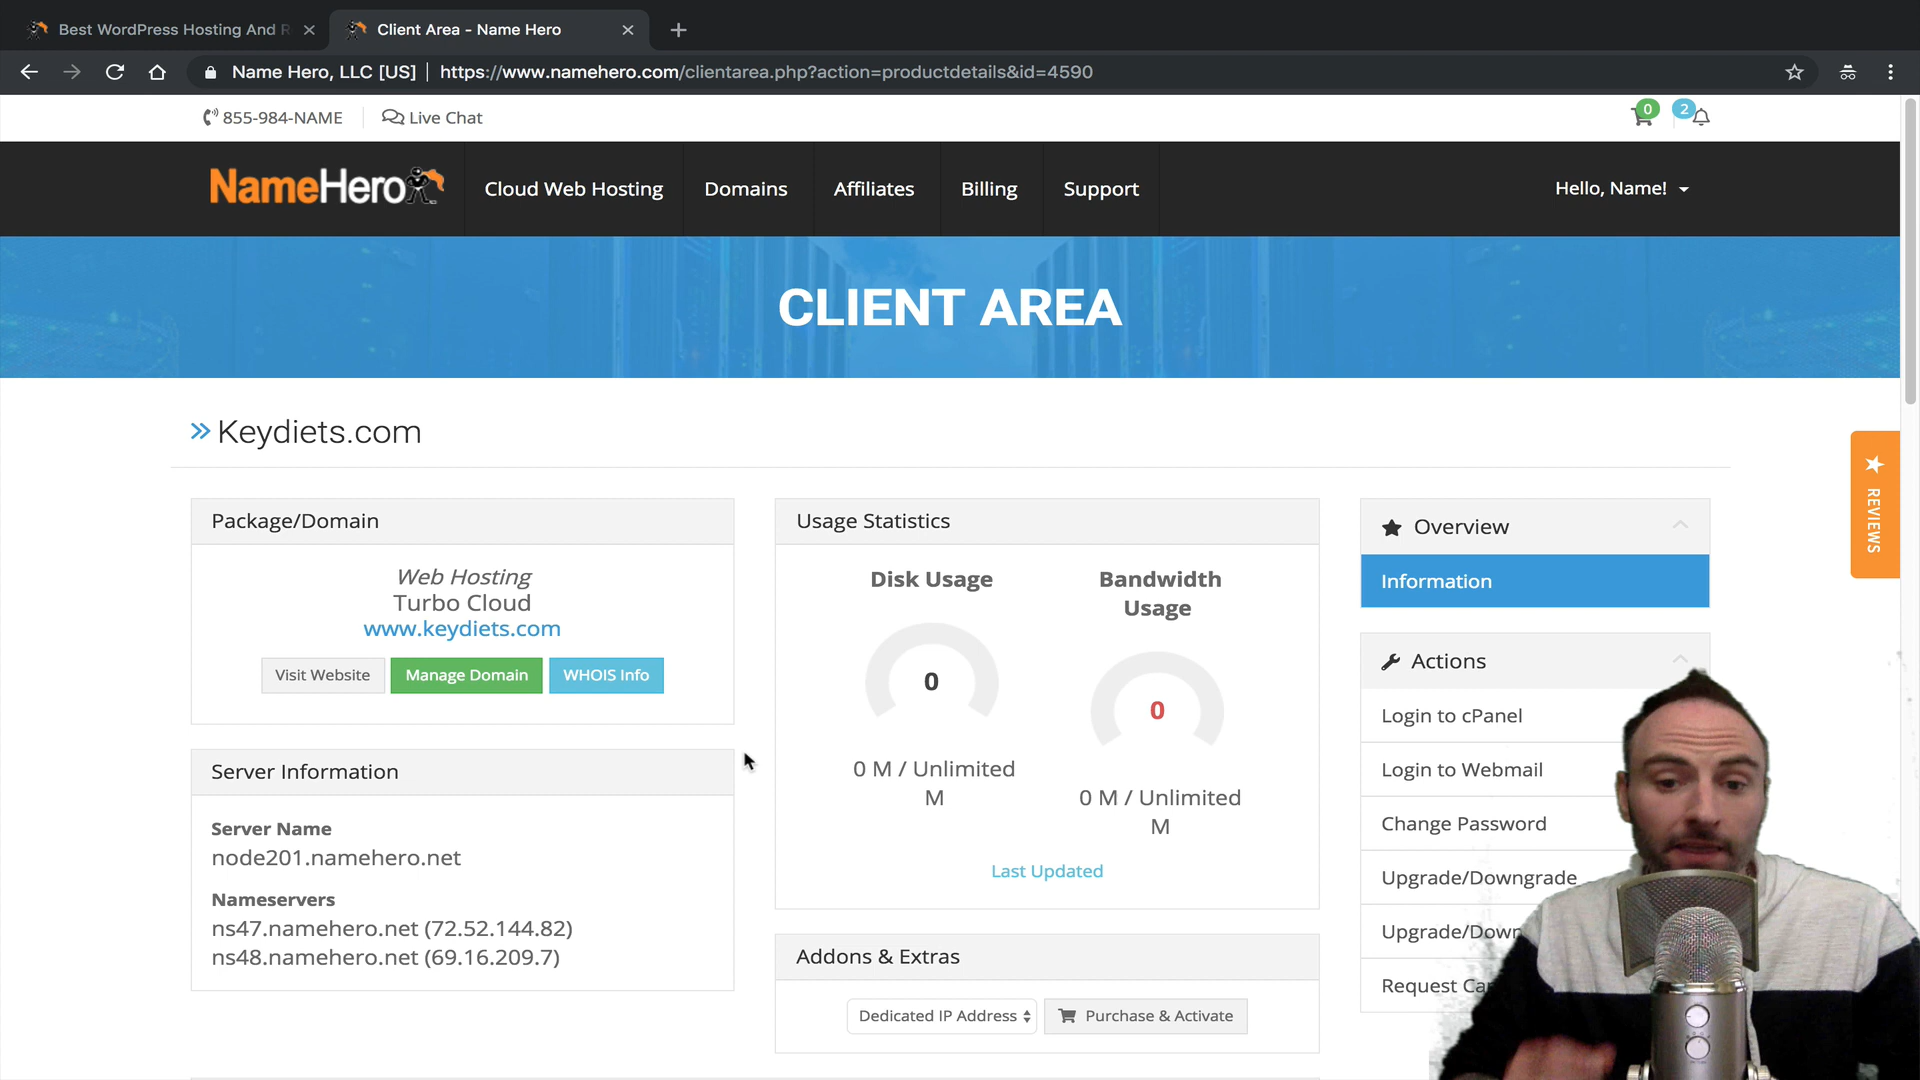 Best WordPress Hosting And R
Client Area - Name Hero
Name Hero, LLC [US] | https://www.namehero.com/clientarea.php?action=productdetails&id=4590
855-984-NAME
Live Chat
0
2
NameHero
Cloud Web Hosting
Domains
Affiliates
Billing
Support
Hello, Name!
CLIENT AREA
Keydiets.com
REVIEWS
Package/Domain
Web Hosting
Turbo Cloud
www.keydiets.com
Visit Website
Manage Domain
WHOIS Info
Server Information
Server Name
node201.namehero.net
Nameservers
ns47.namehero.net (72.52.144.82)
ns48.namehero.net (69.16.209.7)
Usage Statistics
Disk Usage
0
0 M / Unlimited
M
Bandwidth
Usage
0
0 M / Unlimited
M
Last Updated
Addons & Extras
Dedicated IP Address
Purchase & Activate
Overview
Information
Actions
Login to cPanel
Login to Webmail
Change Password
Upgrade/Downgrade
Upgrade/Down
Request Ca